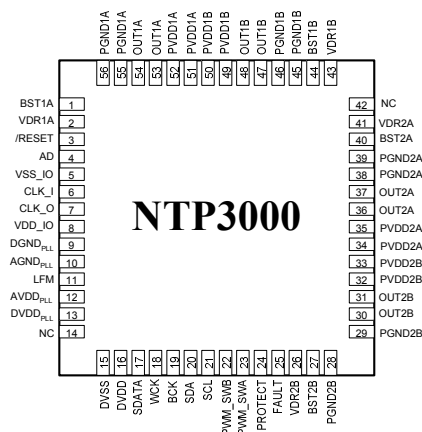 PGND1A
PGND1A
OUT1A
OUT1A
PVDD1A
PVDD1A
PVDD1B
PVDD1B
OUT1B
OUT1B
PGND1B
PGND1B
BST1B
VDR1B
56 55 54 53 52 51 50 49 48 47 46 45 44 43
BST1A 1
VDR1A 2
/RESET 3
AD 4
VSS_IO 5
CLK_I 6
CLK_O 7
VDD_IO 8
DGNDPLL 9
AGNDPLL 10
LFM 11
AVDDPLL 12
DVDDPLL 13
NC 14
NTP3000
42 NC
41 VDR2A
40 BST2A
39 PGND2A
38 PGND2A
37 OUT2A
36 OUT2A
35 PVDD2A
34 PVDD2A
33 PVDD2B
32 PVDD2B
31 OUT2B
30 OUT2B
29 PGND2B
15 16 17 18 19 20 21 22 23 24 25 26 27 28
DVSS
DVDD
SDATA
WCK
BCK
SDA
SCL
PWM_SWB
PWM_SWA
PROTECT
FAULT
VDR2B
BST2B
PGND2B